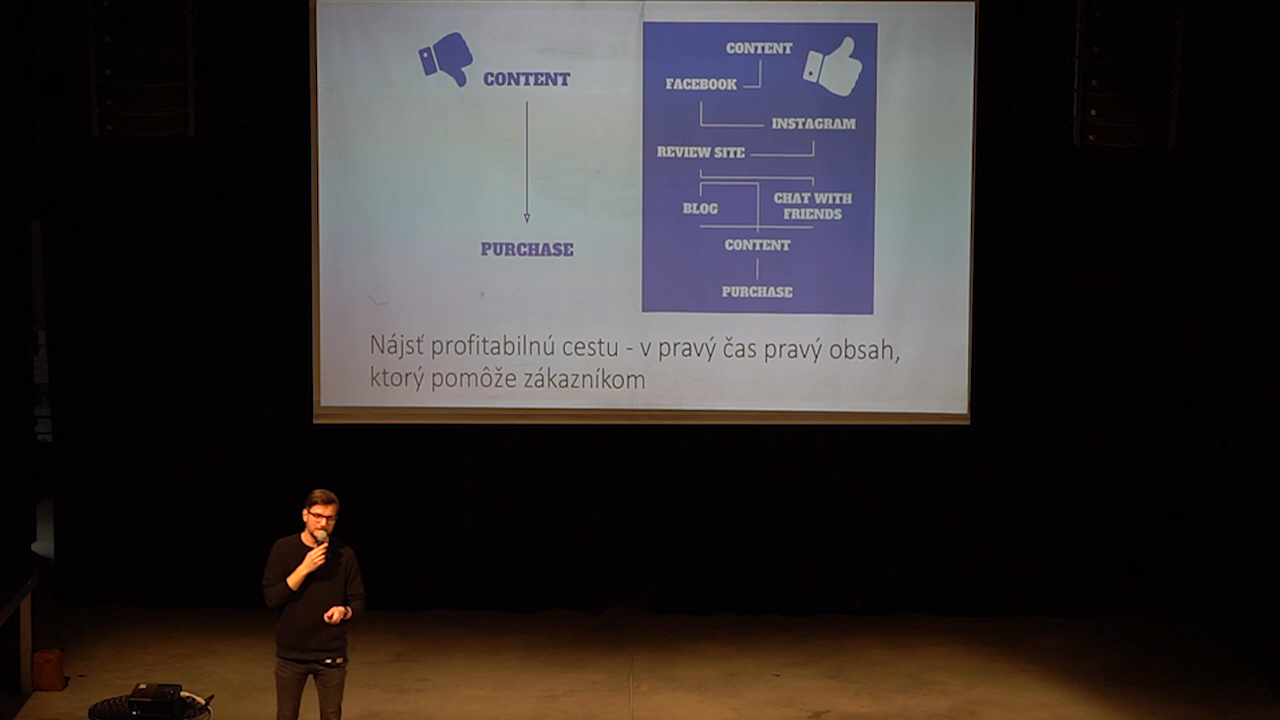 CONTENT
PURCHASE
CONTENT
FACEBOOK
INSTAGRAM
REVIEW SITE
BLOG
CHAT WITH
FRIENDS
CONTENT
PURCHASE
Nájsť profitabilnú cestu - v pravý čas pravý obsah,
ktorý pomôže zákazníkom